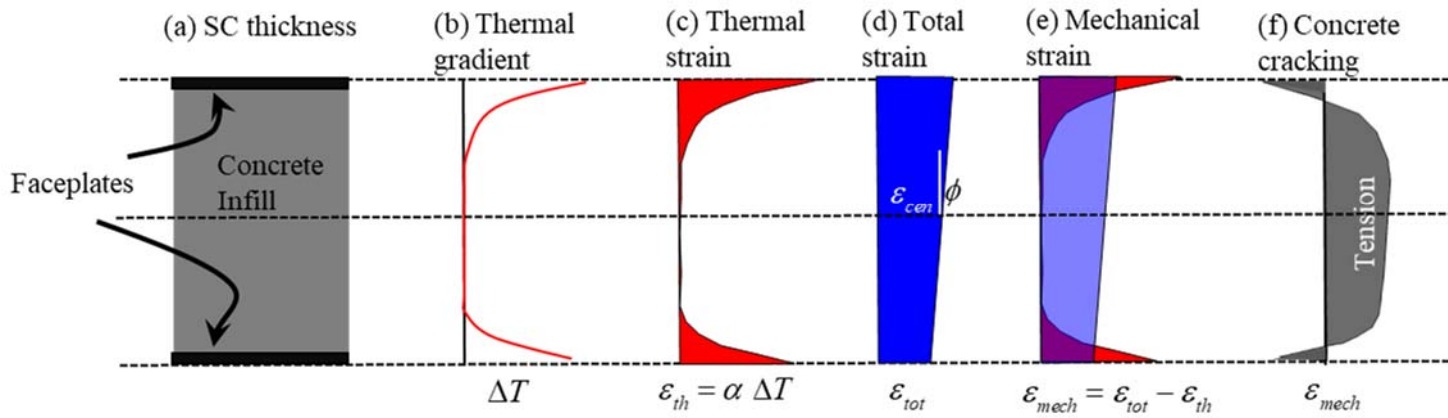 (a) SC thickness
(b) Thermal
gradient
(c) Thermal
strain
(d) Total
strain
(e) Mechanical
strain
(f) Concrete
cracking
Faceplates
Concrete
Infill
ε_cen
ϕ
Tension
ΔT
ε_th = α ΔT
ε_tot
ε_mech = ε_tot − ε_th
ε_mech